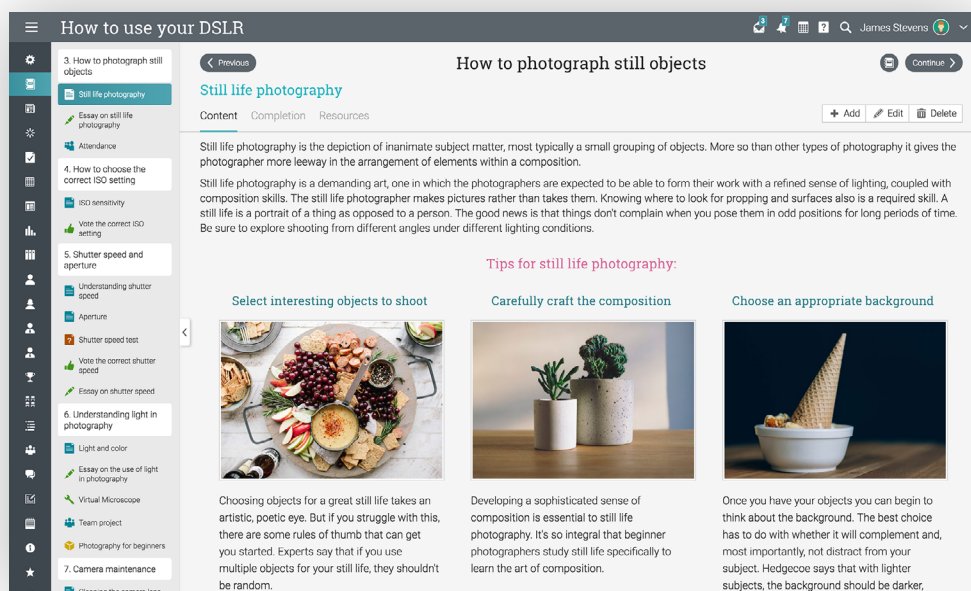 How to use your DSLR
3
7
?
James Stevens
3. How to photograph still
objects
Still life photography
Essay on still life
photography
Attendance
4. How to choose the
correct ISO setting
ISO sensitivity
Vote the correct ISO
setting
5. Shutter speed and
aperture
Understanding shutter
speed
Aperture
Shutter speed test
Vote the correct shutter
speed
Essay on shutter speed
6. Understanding light in
photography
Light and color
Essay on the use of light
in photography
Virtual Microscope
Team project
Photography for beginners
7. Camera maintenance
Cleaning the camera lens
Previous
How to photograph still objects
Continue
Still life photography
Content Completion Resources
Add Edit Delete
Still life photography is the depiction of inanimate subject matter, most typically a small grouping of objects. More so than other types of photography it gives the
photographer more leeway in the arrangement of elements within a composition.
Still life photography is a demanding art, one in which the photographers are expected to be able to form their work with a refined sense of lighting, coupled with
composition skills. The still life photographer makes pictures rather than takes them. Knowing where to look for propping and surfaces also is a required skill. A
still life is a portrait of a thing as opposed to a person. The good news is that things don't complain when you pose them in odd positions for long periods of time.
Be sure to explore shooting from different angles under different lighting conditions.
Tips for still life photography:
Select interesting objects to shoot
Choosing objects for a great still life takes an
artistic, poetic eye. But if you struggle with this,
there are some rules of thumb that can get
you started. Experts say that if you use
multiple objects for your still life, they shouldn't
be random.
Carefully craft the composition
Developing a sophisticated sense of
composition is essential to still life
photography. It's so integral that beginner
photographers study still life specifically to
learn the art of composition.
Choose an appropriate background
Once you have your objects you can begin to
think about the background. The best choice
has to do with whether it will complement and,
most importantly, not distract from your
subject. Hedgecoe says that with lighter
subjects, the background should be darker,